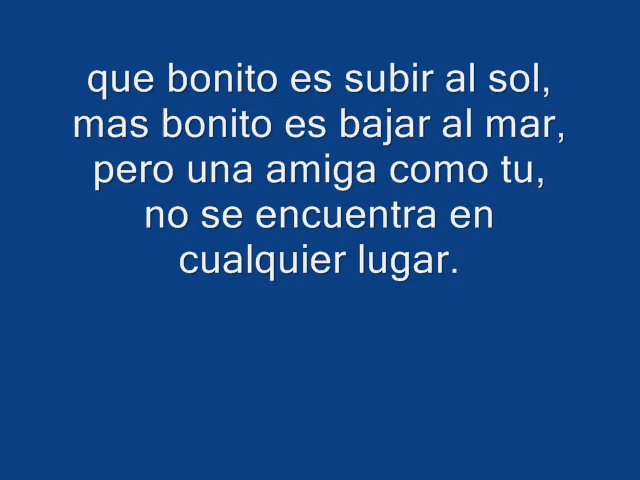 que bonito es subir al sol,
mas bonito es bajar al mar,
pero una amiga como tu,
no se encuentra en
cualquier lugar.